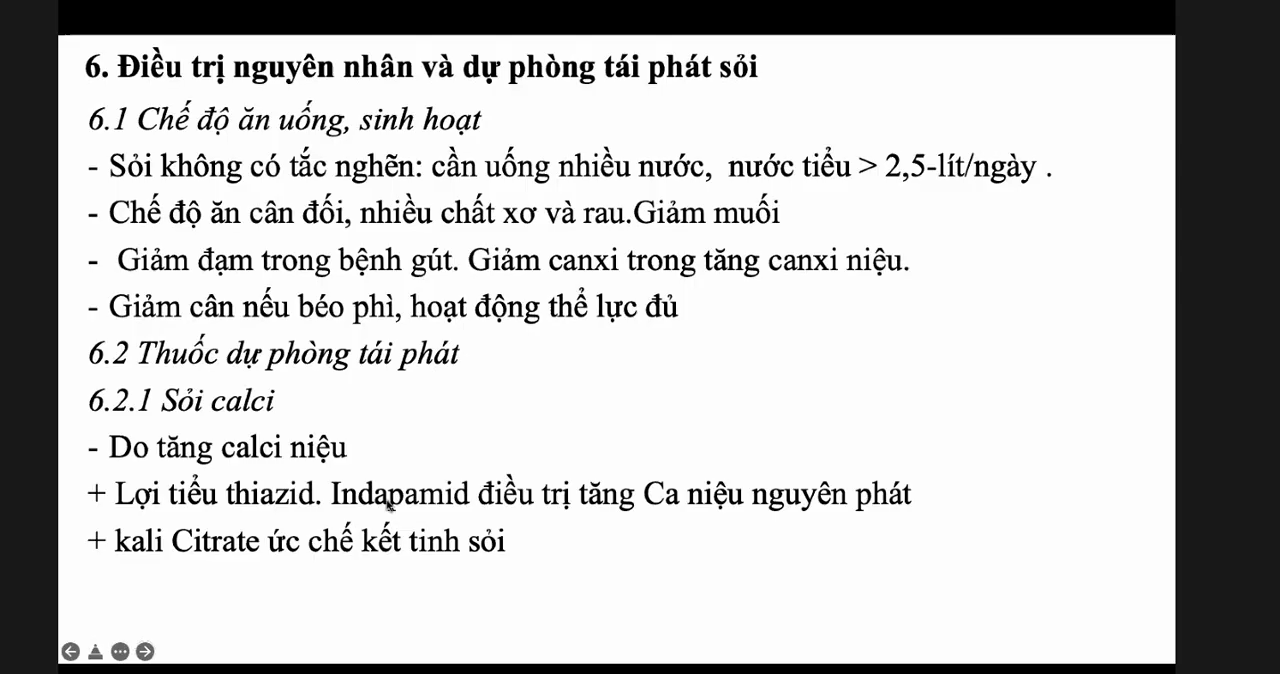 6. Điều trị nguyên nhân và dự phòng tái phát sỏi
6.1 Chế độ ăn uống, sinh hoạt
- Sỏi không có tắc nghẽn: cần uống nhiều nước, nước tiểu > 2,5-lít/ngày .
- Chế độ ăn cân đối, nhiều chất xơ và rau.Giảm muối
- Giảm đạm trong bệnh gút. Giảm canxi trong tăng canxi niệu.
- Giảm cân nếu béo phì, hoạt động thể lực đủ
6.2 Thuốc dự phòng tái phát
6.2.1 Sỏi calci
- Do tăng calci niệu
+ Lợi tiểu thiazid. Indapamid điều trị tăng Ca niệu nguyên phát
+ kali Citrate ức chế kết tinh sỏi